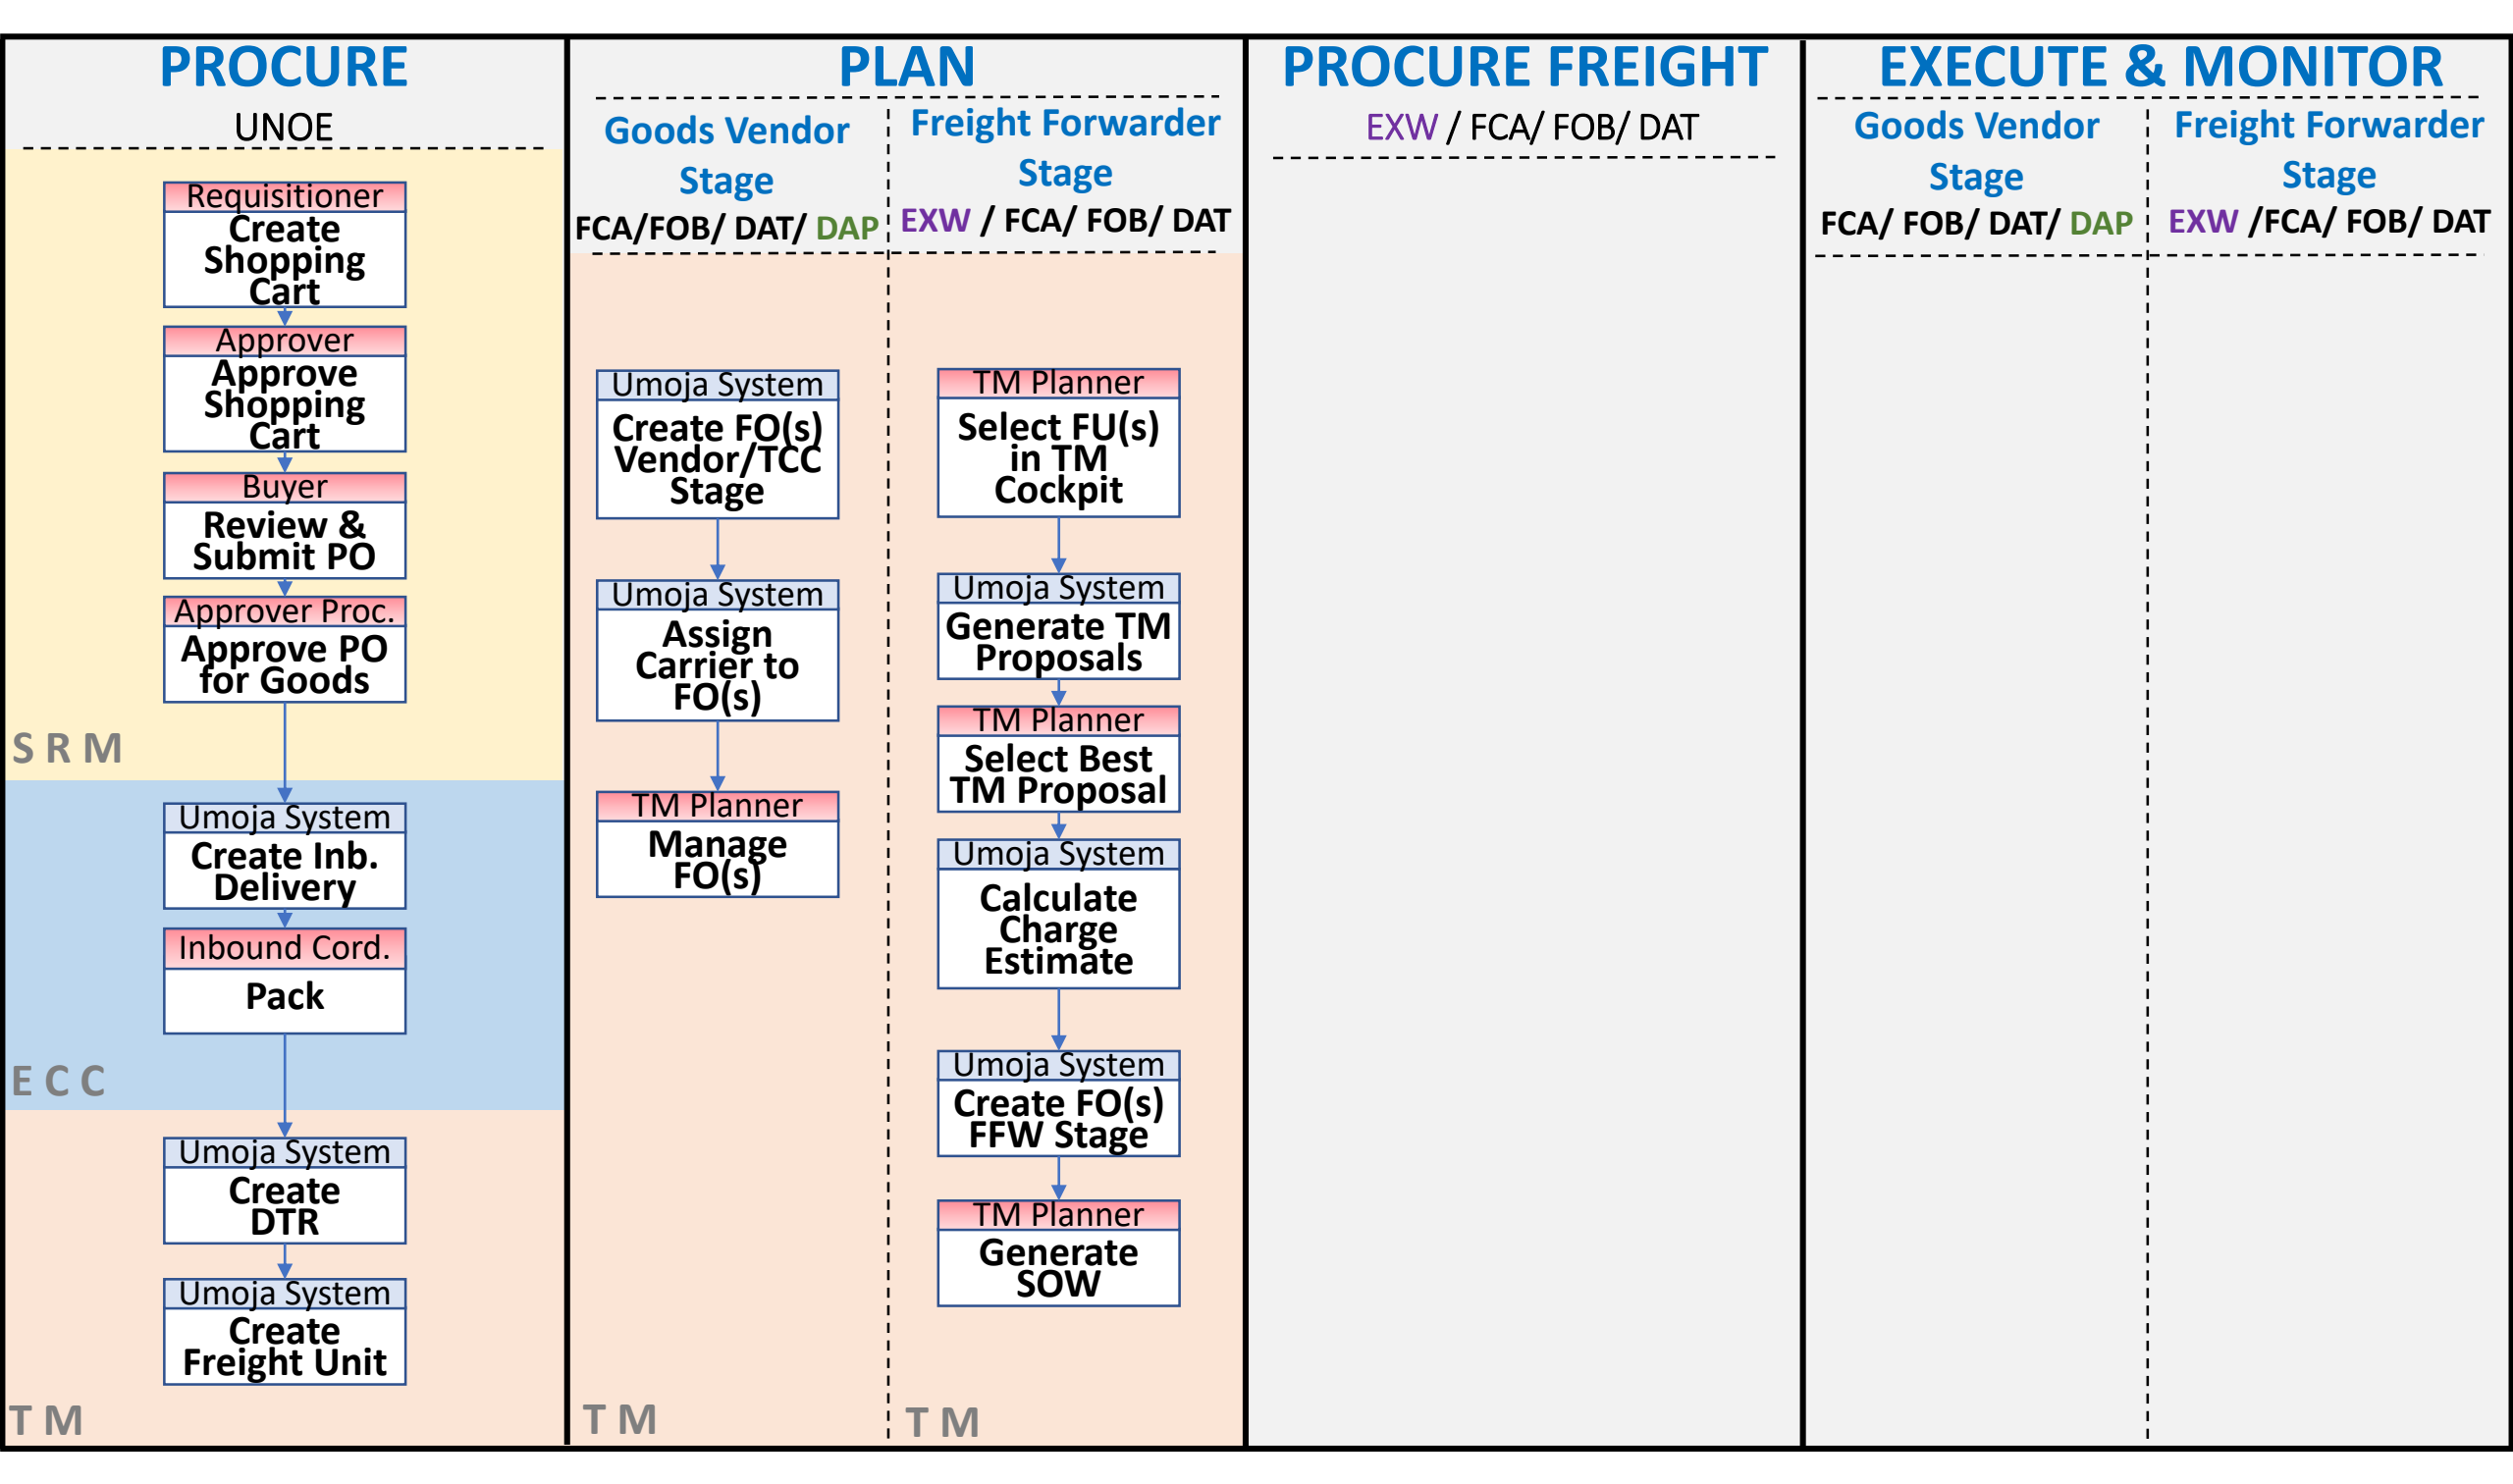 PROCURE
UNOE
Requisitioner
Create
Shopping
Cart
Approver
Approve
Shopping
Cart
Buyer
Review &
Submit PO
Approver Proc.
Approve PO
for Goods
SRM
Umoja System
Create Inb.
Delivery
Inbound Cord.
Pack
ECC
Umoja System
Create
DTR
Umoja System
Create
Freight Unit
TM
PLAN
Goods Vendor
Stage
FCA/FOB/ DAT/ DAP
Umoja System
Create FO(s)
Vendor/TCC
Stage
Umoja System
Assign
Carrier to
FO(s)
TM Planner
Manage
FO(s)
TM
Freight Forwarder
Stage
EXW / FCA/ FOB/ DAT
TM Planner
Select FU(s)
in TM
Cockpit
Umoja System
Generate TM
Proposals
TM Planner
Select Best
TM Proposal
Umoja System
Calculate
Charge
Estimate
Umoja System
Create FO(s)
FFW Stage
TM Planner
Generate
SOW
TM
PROCURE FREIGHT
EXW / FCA/ FOB/ DAT
EXECUTE & MONITOR
Goods Vendor
Stage
FCA/ FOB/ DAT/ DAP
Freight Forwarder
Stage
EXW /FCA/ FOB/ DAT